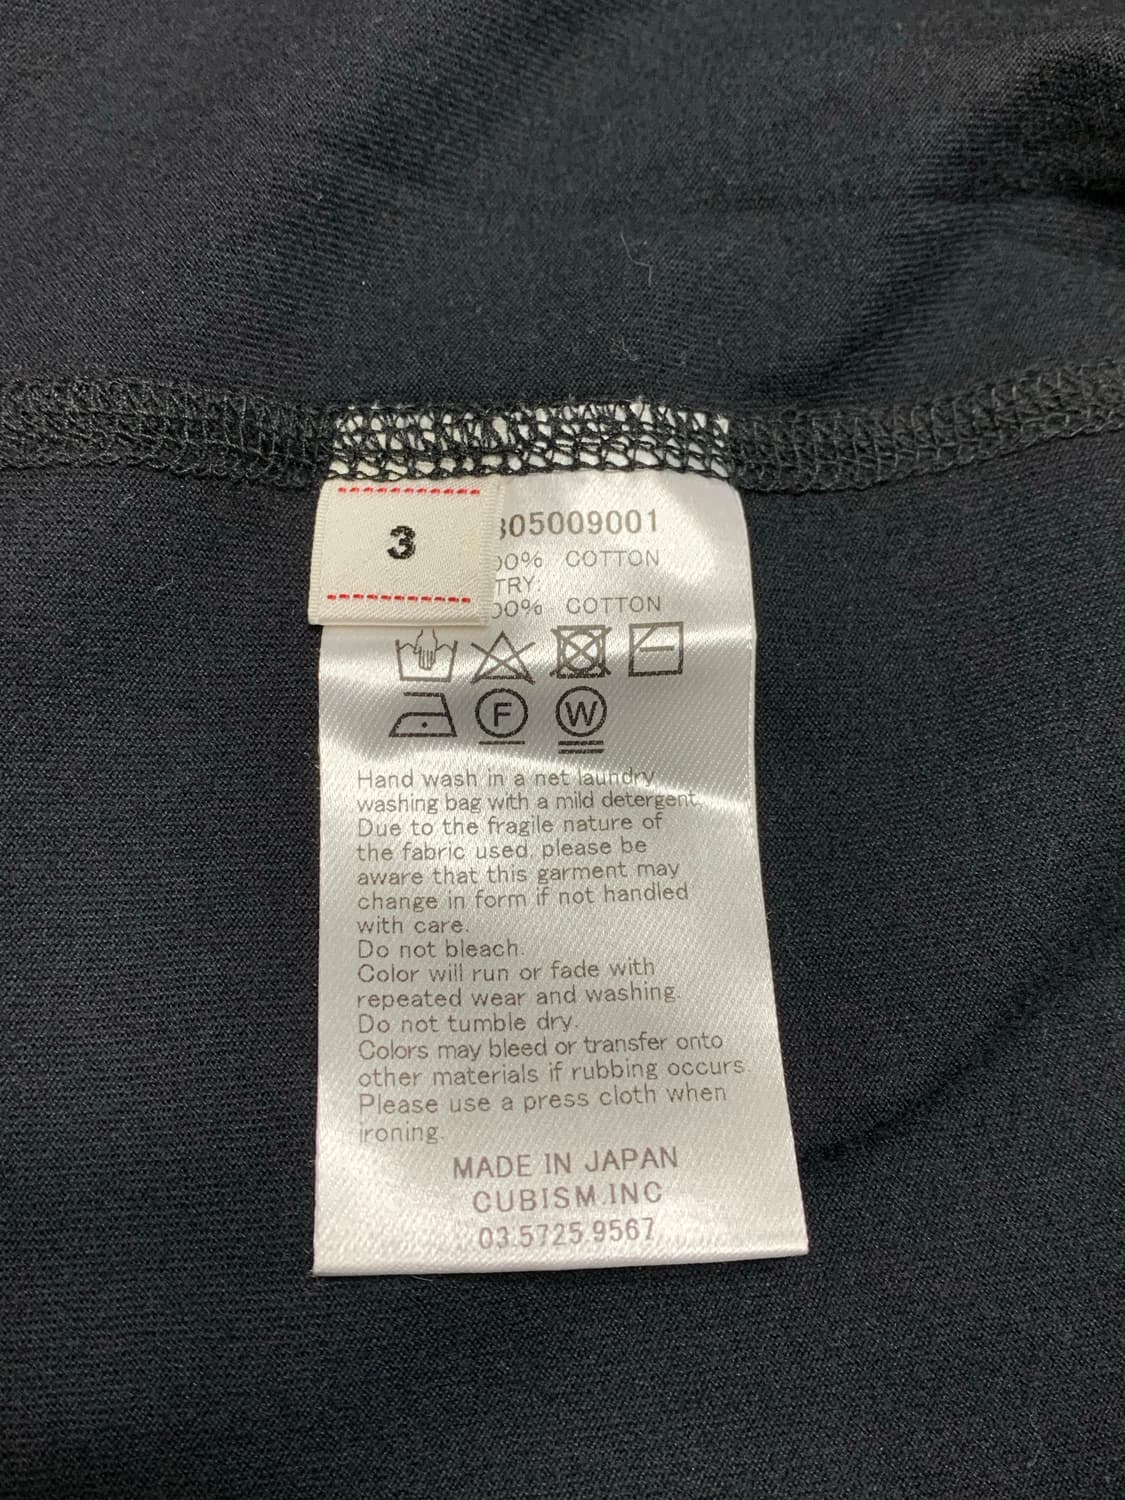 3
05009001
00% COTTON
TRY:
00% COTTON
F
W
Hand wash in a net laundry
washing bag with a mild detergent.
Due to the fragile nature of
the fabric used, please be
aware that this garment may
change in form if not handled
with care.
Do not bleach.
Color will run or fade with
repeated wear and washing.
Do not tumble dry.
Colors may bleed or transfer onto
other materials if rubbing occurs.
Please use a press cloth when
ironing.
MADE IN JAPAN
CUBISM.INC
03.5725.9567